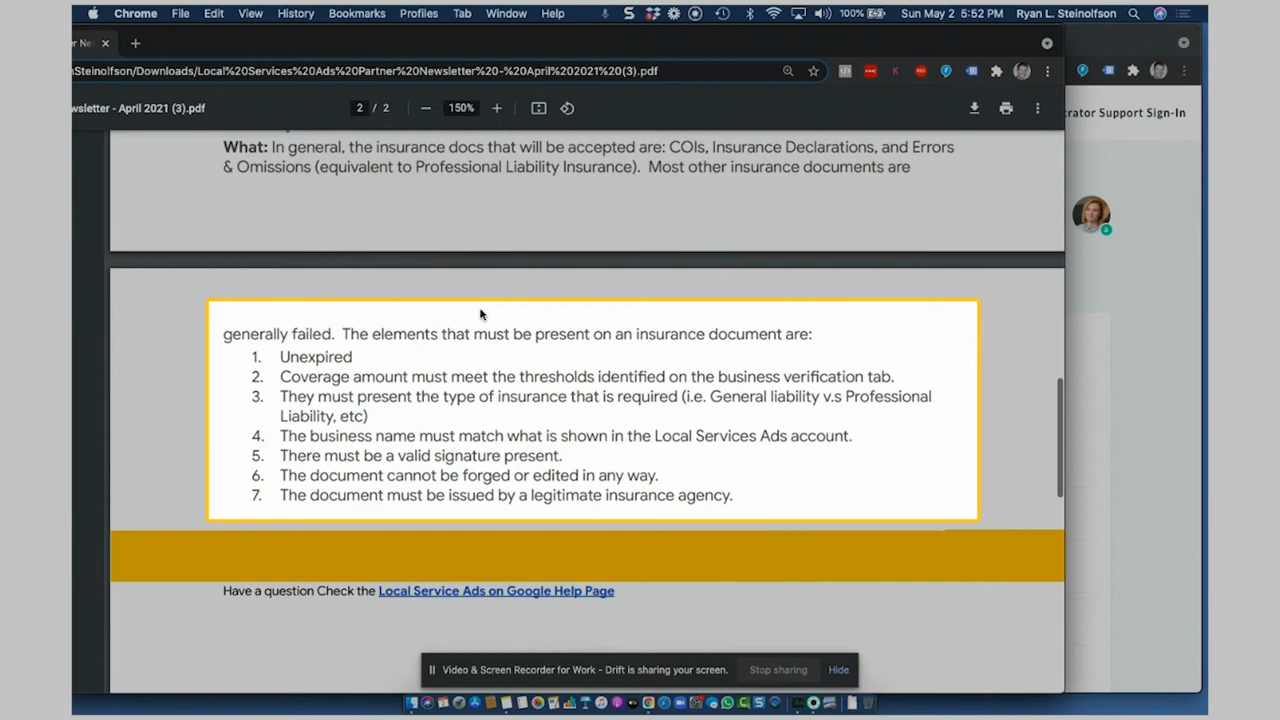 Chrome File Edit View History Bookmarks Profiles Tab Window Help 100% Sun May 2 5:52 PM Ryan L. Steinolfson
Steinolfson/Downloads/Local%20Services%20Ads%20Partner%20Newsletter%20-%20April%202021%20(3).pdf
wsletter - April 2021 (3).pdf 2 / 2 150%
trator Support Sign-In
What: In general, the insurance docs that will be accepted are: COIs, Insurance Declarations, and Errors
& Omissions (equivalent to Professional Liability Insurance). Most other insurance documents are
generally failed. The elements that must be present on an insurance document are:
1. Unexpired
2. Coverage amount must meet the thresholds identified on the business verification tab.
3. They must present the type of insurance that is required (i.e. General liability v.s Professional
Liability, etc)
4. The business name must match what is shown in the Local Services Ads account.
5. There must be a valid signature present.
6. The document cannot be forged or edited in any way.
7. The document must be issued by a legitimate insurance agency.
Have a question Check the Local Service Ads on Google Help Page
Video & Screen Recorder for Work - Drift is sharing your screen. Stop sharing Hide